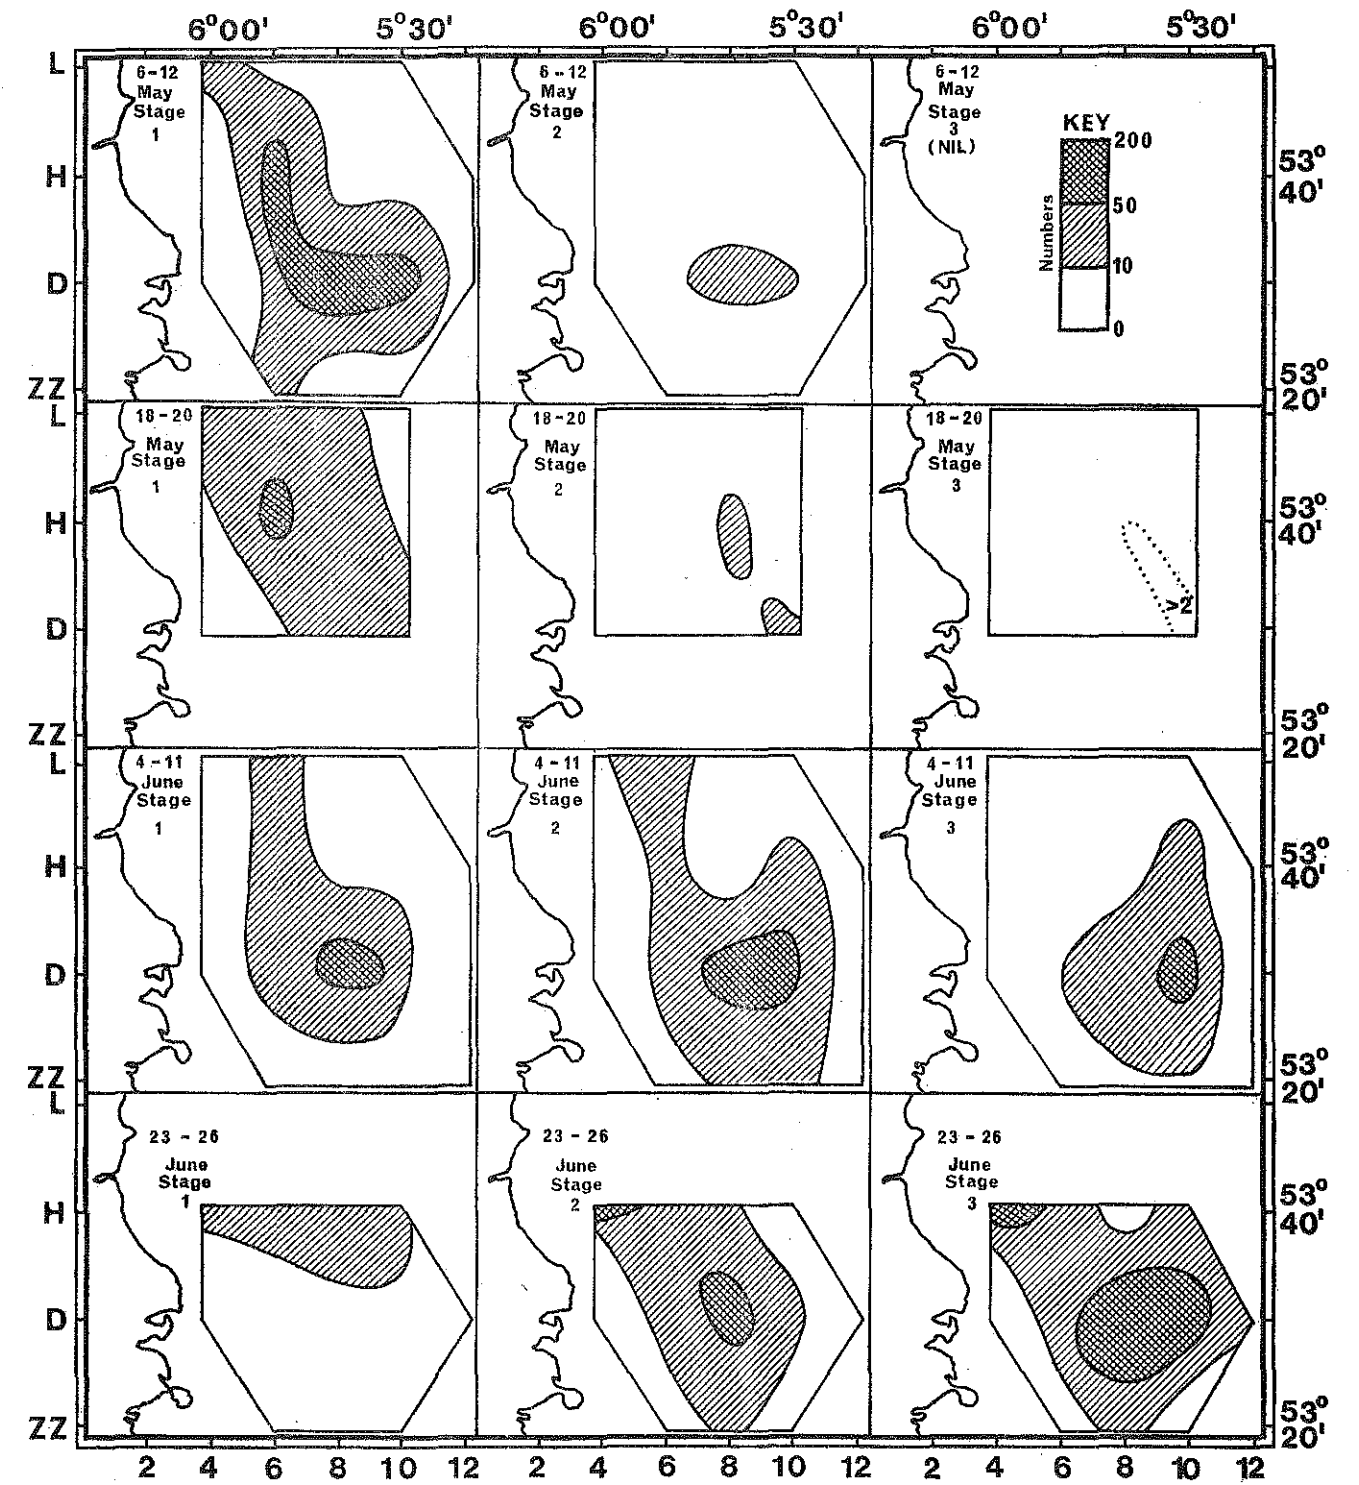 6°00' 5°30' 6°00' 5°30' 6°00' 5°30'
L
6-12
May
Stage
1
6-12
May
Stage
2
6-12
May
Stage
3
(NIL)
KEY
200
50
10
0
Numbers
H
53°
40'
D
ZZ
53°
20'
L
18-20
May
Stage
1
18-20
May
Stage
2
18-20
May
Stage
3
H
53°
40'
>2
D
ZZ
53°
20'
L
4-11
June
Stage
1
4-11
June
Stage
2
4-11
June
Stage
3
H
53°
40'
D
ZZ
53°
20'
L
23-26
June
Stage
1
23-26
June
Stage
2
23-26
June
Stage
3
H
53°
40'
D
ZZ
53°
20'
2 4 6 8 10 12 2 4 6 8 10 12 2 4 6 8 10 12